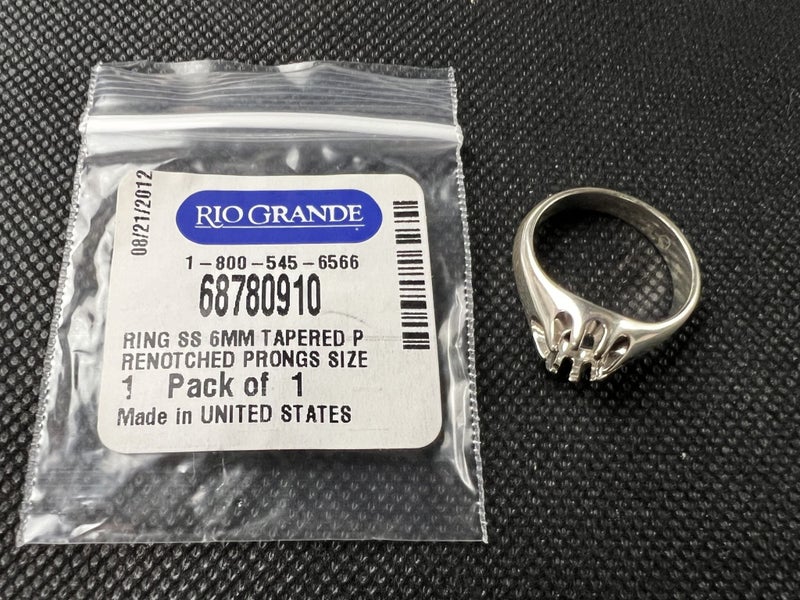 08/21/2012
RIO GRANDE
1-800-545-6566
68780910
RING SS 6MM TAPERED P
RENOTCHED PRONGS SIZE
1 Pack of 1
Made in UNITED STATES